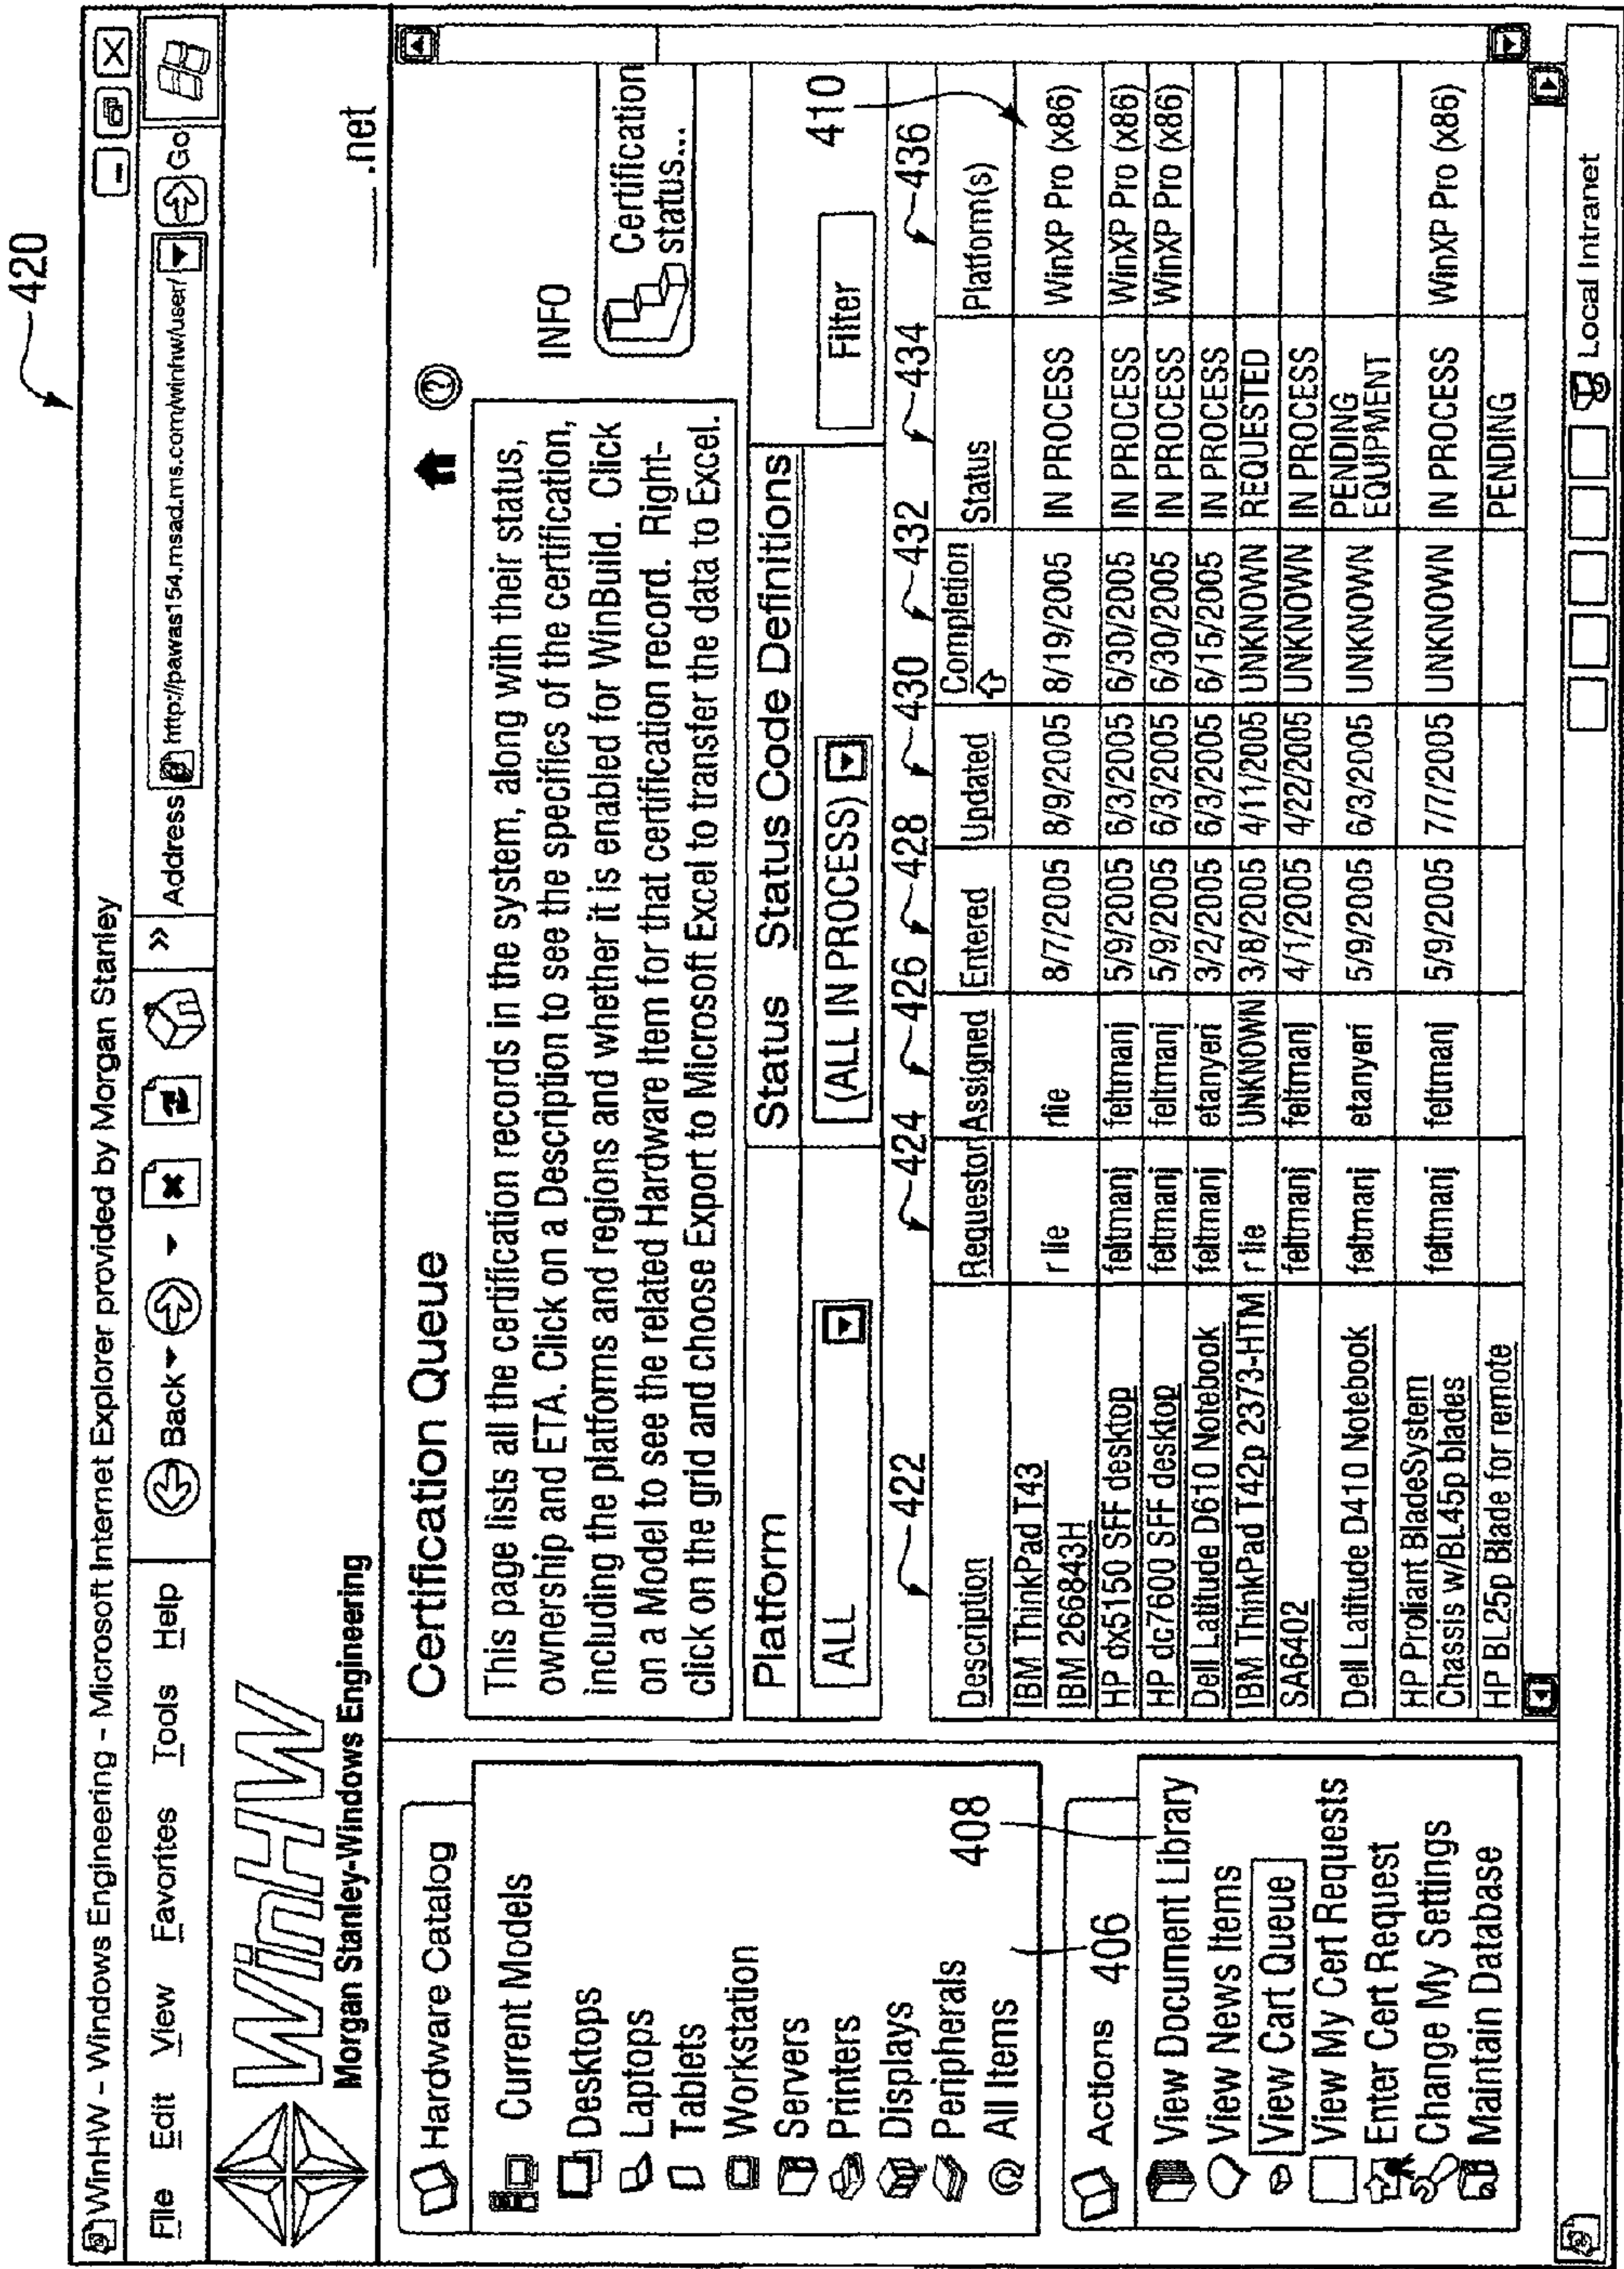 420
WinHW - Windows Engineering - Microsoft Internet Explorer provided by Morgan Stanley
File Edit View Favorites Tools Help
Back
» Address http://pawas154.msad.ms.com/winhw/user/ Go
WinHW
Morgan Stanley-Windows Engineering
.net
Hardware Catalog
Current Models
Desktops
Laptops
Tablets
Workstation
Servers
Printers
Displays
Peripherals
All Items
408
Actions 406
View Document Library
View News Items
View Cart Queue
View My Cert Requests
Enter Cert Request
Change My Settings
Maintain Database
Certification Queue
This page lists all the certification records in the system, along with their status,
ownership and ETA. Click on a Description to see the specifics of the certification,
including the platforms and regions and whether it is enabled for WinBuild. Click
on a Model to see the related Hardware Item for that certification record. Right-
click on the grid and choose Export to Microsoft Excel to transfer the data to Excel.
INFO
Certification
status...
Platform Status Status Code Definitions
ALL (ALL IN PROCESS) Filter
410
422 424 426 428 430 432 434 436
Description Requestor Assigned Entered Updated Completion Status Platform(s)
IBM ThinkPad T43
IBM 266843H r lie rlie 8/7/2005 8/9/2005 8/19/2005 IN PROCESS WinXP Pro (x86)
HP dx5150 SFF desktop feltmanj feltmanj 5/9/2005 6/3/2005 6/30/2005 IN PROCESS WinXP Pro (x86)
HP dc7600 SFF desktop feltmanj feltmanj 5/9/2005 6/3/2005 6/30/2005 IN PROCESS WinXP Pro (x86)
Dell Latitude D610 Notebook feltmanj etanyeri 3/2/2005 6/3/2005 6/15/2005 IN PROCESS
IBM ThinkPad T42p 2373-HTM r lie UNKNOWN 3/8/2005 4/11/2005 UNKNOWN REQUESTED
SA6402 feltmanj feltmanj 4/1/2005 4/22/2005 UNKNOWN IN PROCESS
Dell Latitude D410 Notebook feltmanj etanyeri 5/9/2005 6/3/2005 UNKNOWN PENDING
EQUIPMENT
HP Proliant BladeSystem
Chassis w/BL45p blades feltmanj feltmanj 5/9/2005 7/7/2005 UNKNOWN IN PROCESS WinXP Pro (x86)
HP BL25p Blade for remote PENDING
Local Intranet